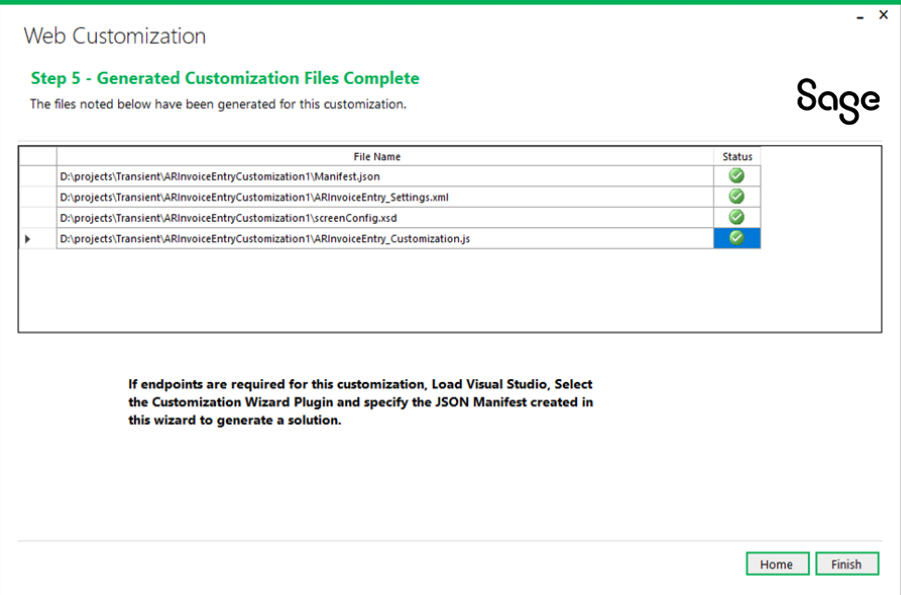 Web Customization
Step 5 - Generated Customization Files Complete
The files noted below have been generated for this customization.
Sage
File Name Status
D:\projects\Transient\ARInvoiceEntryCustomization1\Manifest.json
D:\projects\Transient\ARInvoiceEntryCustomization1\ARInvoiceEntry_Settings.xml
D:\projects\Transient\ARInvoiceEntryCustomization1\screenConfig.xsd
D:\projects\Transient\ARInvoiceEntryCustomization1\ARInvoiceEntry_Customization.js
If endpoints are required for this customization, Load Visual Studio, Select
the Customization Wizard Plugin and specify the JSON Manifest created in
this wizard to generate a solution.
Home Finish